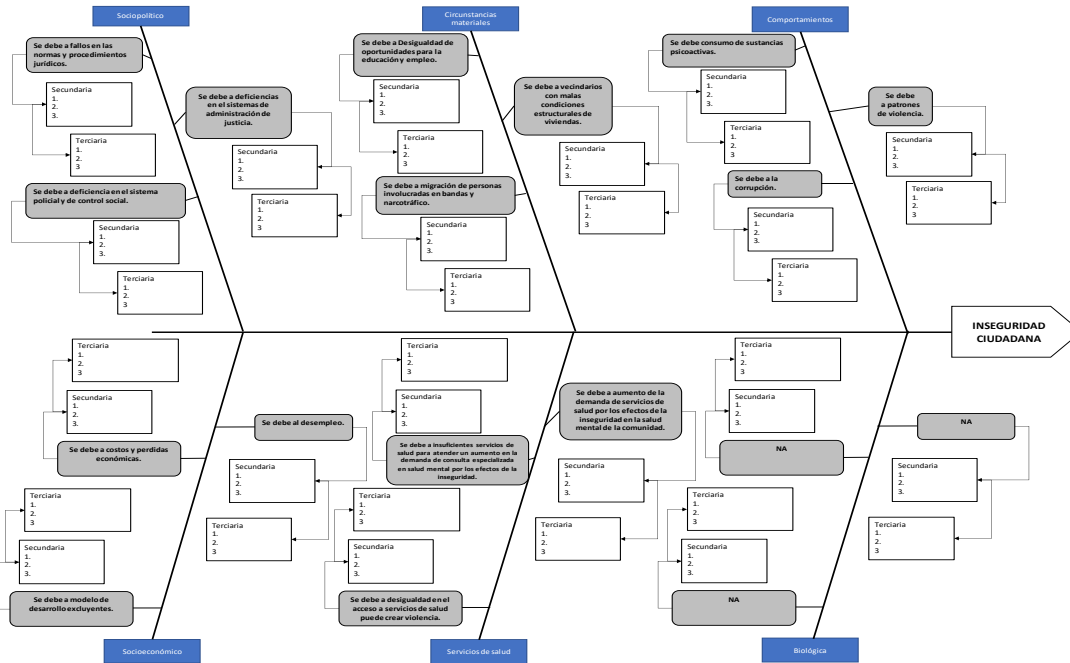 Sociopolítico
Se debe a fallos en las
normas y procedimientos
jurídicos.
Secundaria
1.
2.
3.
Terciaria
1.
2.
3
Se debe a deficiencias
en el sistemas de
administración de
justicia.
Secundaria
1.
2.
3.
Terciaria
1.
2.
3
Se debe a deficiencia en el sistema
policial y de control social.
Secundaria
1.
2.
3.
Terciaria
1.
2.
3
Circunstancias
materiales
Se debe a Desigualdad de
oportunidades para la
educación y empleo.
Secundaria
1.
2.
3.
Terciaria
1.
2.
3
Se debe a vecindarios
con malas
condiciones
estructurales de
viviendas.
Secundaria
1.
2.
3.
Terciaria
1.
2.
3
Se debe a migración de personas
involucradas en bandas y
narcotráfico.
Secundaria
1.
2.
3.
Terciaria
1.
2.
3
Comportamientos
Se debe consumo de sustancias
psicoactivas.
Secundaria
1.
2.
3.
Terciaria
1.
2.
3
Se debe
a patrones
de violencia.
Secundaria
1.
2.
3.
Terciaria
1.
2.
3
Se debe a la
corrupción.
Secundaria
1.
2.
3.
Terciaria
1.
2.
3
INSEGURIDAD
CIUDADANA
Terciaria
1.
2.
3
Secundaria
1.
2.
3.
Se debe a costos y perdidas
económicas.
Se debe al desempleo.
Secundaria
1.
2.
3.
Terciaria
1.
2.
3
Terciaria
1.
2.
3
Secundaria
1.
2.
3.
Se debe a modelo de
desarrollo excluyentes.
Socioeconómico
Terciaria
1.
2.
3
Secundaria
1.
2.
3.
Se debe a insuficientes servicios de
salud para atender un aumento en la
demanda de consulta especializada
en salud mental por los efectos de la
inseguridad.
Se debe a aumento de la
demanda de servicios de
salud por los efectos de la
inseguridad en la salud
mental de la comunidad.
Secundaria
1.
2.
3.
Terciaria
1.
2.
3
Terciaria
1.
2.
3
Secundaria
1.
2.
3.
Se debe a desigualdad en el
acceso a servicios de salud
puede crear violencia.
Servicios de salud
Terciaria
1.
2.
3
Secundaria
1.
2.
3.
NA
NA
Secundaria
1.
2.
3.
Terciaria
1.
2.
3
Terciaria
1.
2.
3
Secundaria
1.
2.
3.
NA
Biológica